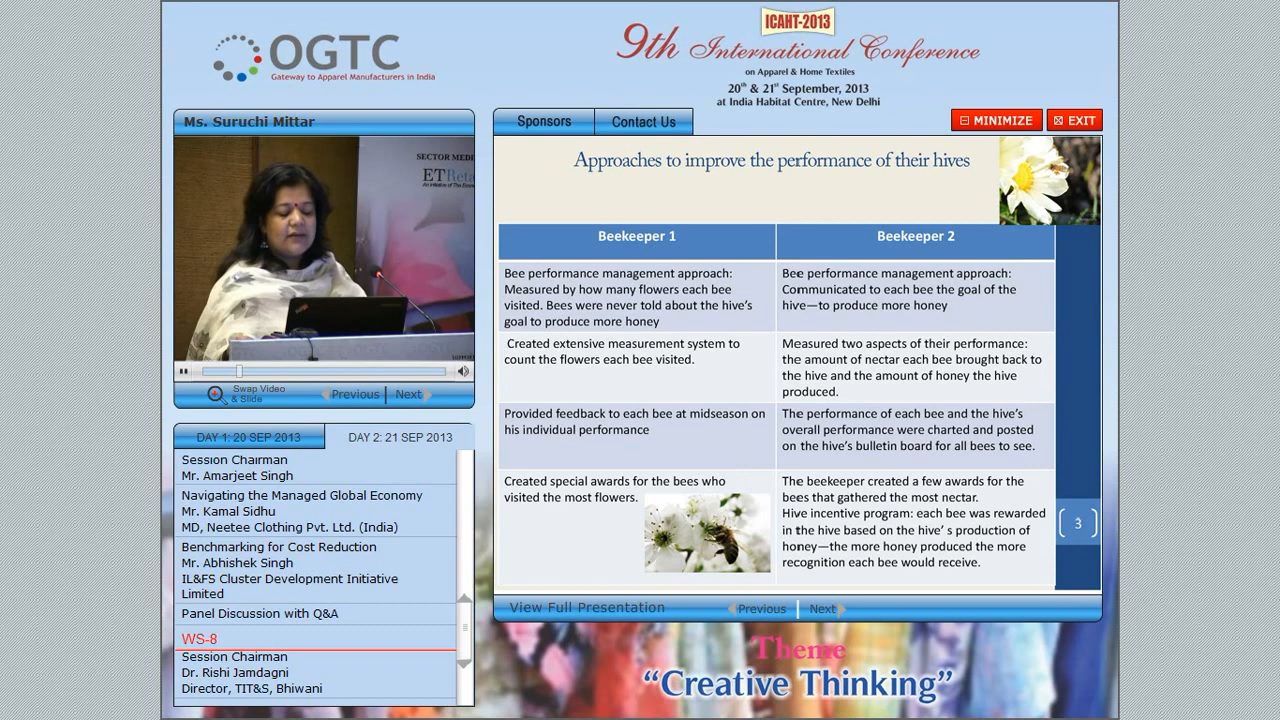 OGTC
Gateway to Apparel Manufacturers in India
ICAHT-2013
9th International Conference
on Apparel & Home Textiles
20th & 21st September, 2013
at India Habitat Centre, New Delhi
Ms. Suruchi Mittar
SECTOR MEDI
ETReta
An initiative of The Econo
Swap Video
& Slide
Previous
Next
DAY 1: 20 SEP 2013
DAY 2: 21 SEP 2013
Session Chairman
Mr. Amarjeet Singh
Navigating the Managed Global Economy
Mr. Kamal Sidhu
MD, Neetee Clothing Pvt. Ltd. (India)
Benchmarking for Cost Reduction
Mr. Abhishek Singh
IL&FS Cluster Development Initiative
Limited
Panel Discussion with Q&A
WS-8
Session Chairman
Dr. Rishi Jamdagni
Director, TIT&S, Bhiwani
Sponsors
Contact Us
MINIMIZE
EXIT
Approaches to improve the performance of their hives
Beekeeper 1
Beekeeper 2
Bee performance management approach:
Measured by how many flowers each bee
visited. Bees were never told about the hive's
goal to produce more honey
Bee performance management approach:
Communicated to each bee the goal of the
hive—to produce more honey
Created extensive measurement system to
count the flowers each bee visited.
Measured two aspects of their performance:
the amount of nectar each bee brought back to
the hive and the amount of honey the hive
produced.
Provided feedback to each bee at midseason on
his individual performance
The performance of each bee and the hive's
overall performance were charted and posted
on the hive's bulletin board for all bees to see.
Created special awards for the bees who
visited the most flowers.
The beekeeper created a few awards for the
bees that gathered the most nectar.
Hive incentive program: each bee was rewarded
in the hive based on the hive' s production of
honey—the more honey produced the more
recognition each bee would receive.
3
View Full Presentation
Previous
Next
Theme
"Creative Thinking"